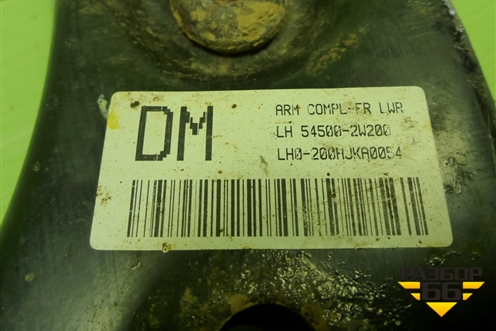 DM
ARM COMPL-FR LWR
LH 54500-2W200
LH0-200HJKA0054
РАЗБОР
66